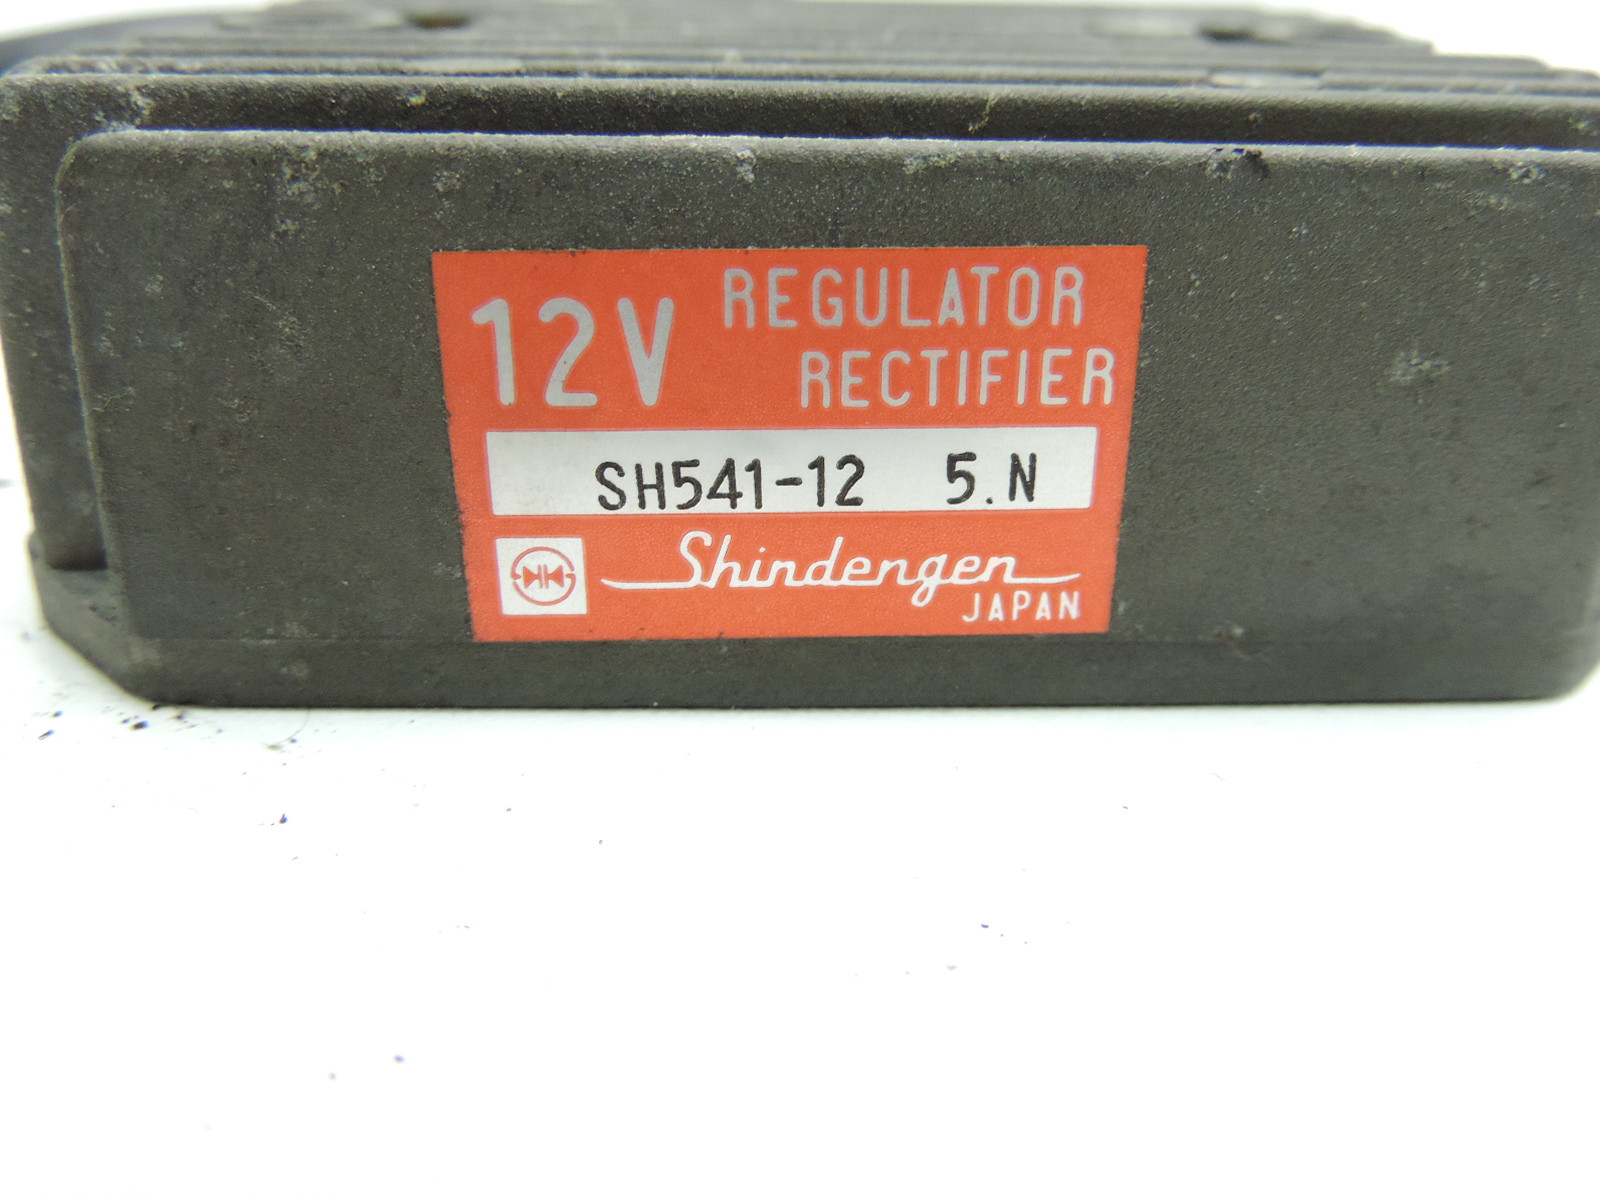 12V REGULATOR
RECTIFIER
SH541-12 5.N
Shindengen
JAPAN